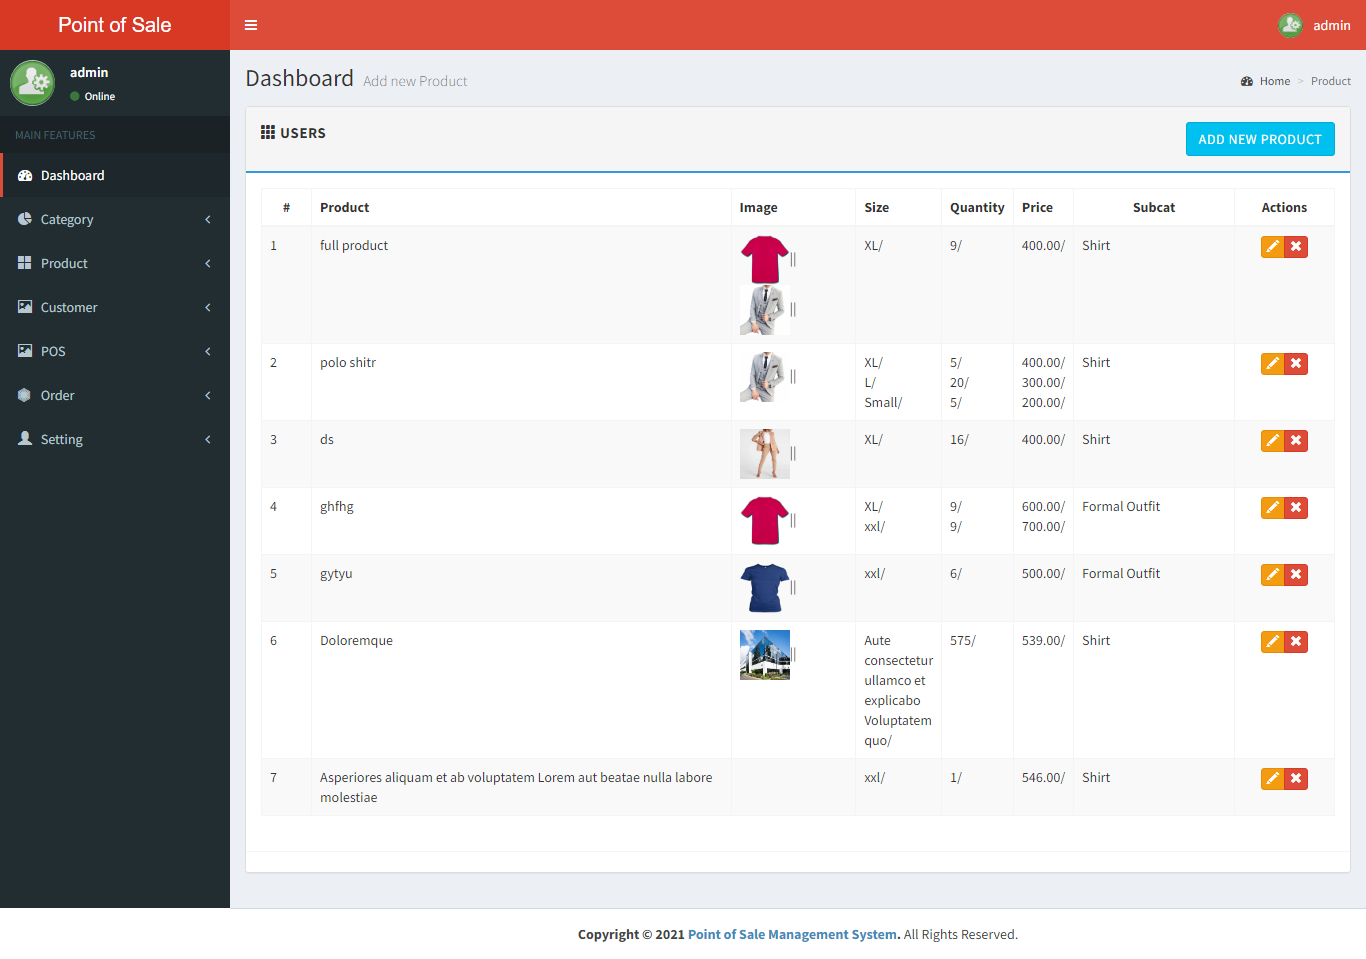 Point of Sale
admin
admin
Online
MAIN FEATURES
Dashboard
Category
Product
Customer
POS
Order
Setting
Dashboard Add new Product
Home > Product
USERS
ADD NEW PRODUCT
# Product Image Size Quantity Price Subcat Actions
1 full product XL/ 9/ 400.00/ Shirt
2 polo shitr XL/ 5/ 400.00/ Shirt
L/ 20/ 300.00/
Small/ 5/ 200.00/
3 ds XL/ 16/ 400.00/ Shirt
4 ghfhg XL/ 9/ 600.00/ Formal Outfit
xxl/ 9/ 700.00/
5 gytyu xxl/ 6/ 500.00/ Formal Outfit
6 Doloremque Aute 575/ 539.00/ Shirt
consectetur
ullamco et
explicabo
Voluptatem
quo/
7 Asperiores aliquam et ab voluptatem Lorem aut beatae nulla labore xxl/ 1/ 546.00/ Shirt
molestiae
Copyright © 2021 Point of Sale Management System. All Rights Reserved.